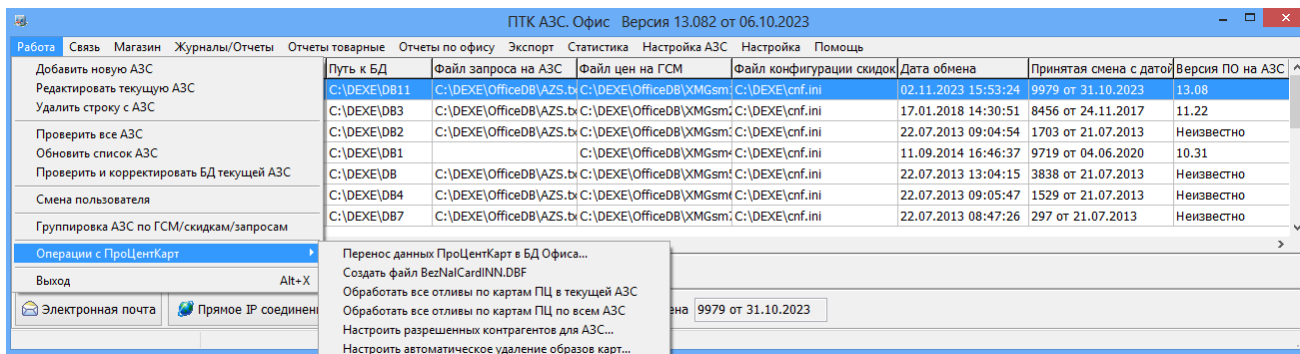 ПТК АЗС. Офис Версия 13.082 от 06.10.2023
Работа Связь Магазин Журналы/Отчеты Отчеты товарные Отчеты по офису Экспорт Статистика Настройка АЗС Настройка Помощь
Добавить новую АЗС
Редактировать текущую АЗС
Удалить строку с АЗС
Проверить все АЗС
Обновить список АЗС
Проверить и корректировать БД текущей АЗС
Смена пользователя
Группировка АЗС по ГСМ/скидкам/запросам
Операции с ПроЦентКарт
Выход Alt+X
Путь к БД Файл запроса на АЗС Файл цен на ГСМ Файл конфигурации скидок Дата обмена Принятая смена с датой Версия ПО на АЗС
C:\DEXE\DB11 C:\DEXE\OfficeDB\AZS.tx C:\DEXE\OfficeDB\XMGsm C:\DEXE\cnf.ini 02.11.2023 15:53:24 9979 от 31.10.2023 13.08
C:\DEXE\DB3 C:\DEXE\OfficeDB\AZS.tx C:\DEXE\OfficeDB\XMGsm C:\DEXE\cnf.ini 17.01.2018 14:30:51 8456 от 24.11.2017 11.22
C:\DEXE\DB2 C:\DEXE\OfficeDB\AZS.tx C:\DEXE\OfficeDB\XMGsm C:\DEXE\cnf.ini 22.07.2013 09:04:54 1703 от 21.07.2013 Неизвестно
C:\DEXE\DB1 C:\DEXE\OfficeDB\XMGsm C:\DEXE\cnf.ini 11.09.2014 16:46:37 9719 от 04.06.2020 10.31
C:\DEXE\DB C:\DEXE\OfficeDB\AZS.tx C:\DEXE\OfficeDB\XMGsm C:\DEXE\cnf.ini 22.07.2013 13:04:15 3838 от 21.07.2013 Неизвестно
C:\DEXE\DB4 C:\DEXE\OfficeDB\AZS.tx C:\DEXE\OfficeDB\XMGsm C:\DEXE\cnf.ini 22.07.2013 09:05:47 1529 от 21.07.2013 Неизвестно
C:\DEXE\DB7 C:\DEXE\OfficeDB\AZS.tx C:\DEXE\OfficeDB\XMGsm C:\DEXE\cnf.ini 22.07.2013 08:47:26 297 от 21.07.2013 Неизвестно
Перенос данных ПроЦентКарт в БД Офиса...
Создать файл BezNalCardINN.DBF
Обработать все отливы по картам ПЦ в текущей АЗС
Обработать все отливы по картам ПЦ по всем АЗС
Настроить разрешенных контрагентов для АЗС...
Настроить автоматическое удаление образов карт...
Электронная почта Прямое IP соединен ена 9979 от 31.10.2023